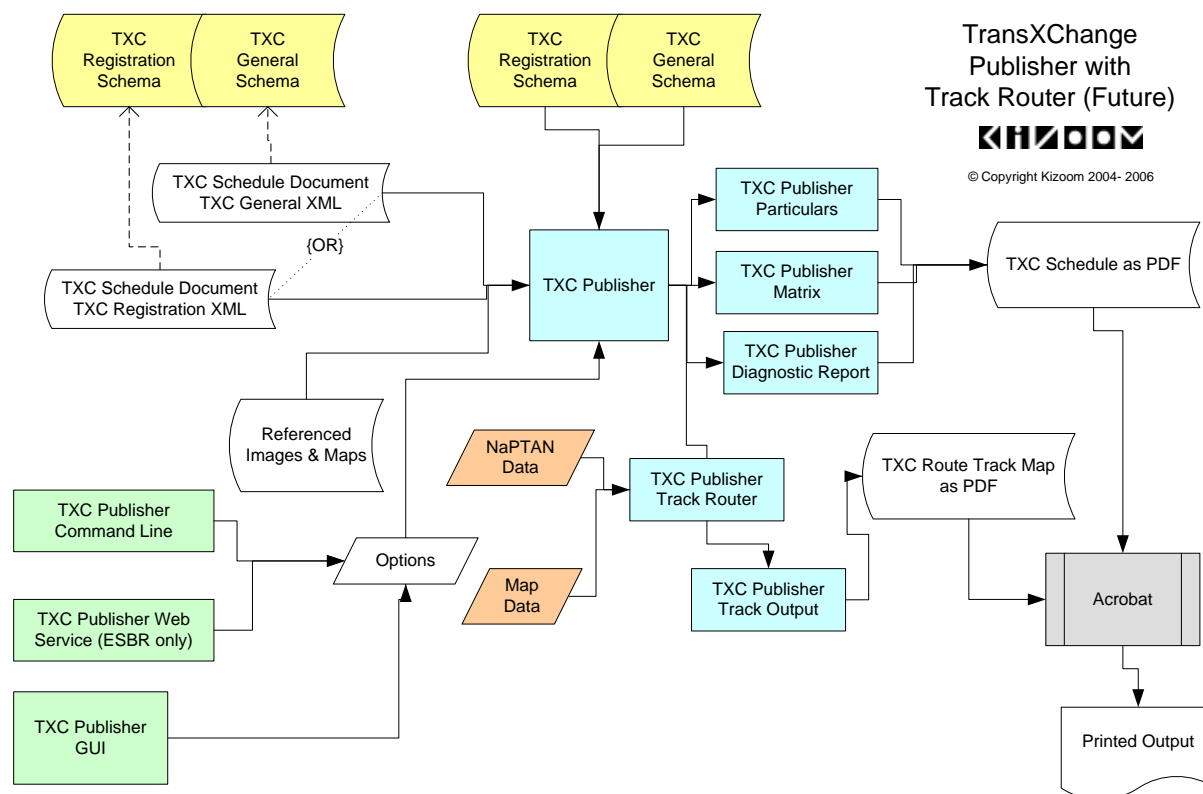 TXC
Registration
Schema
TXC
General
Schema
TXC
Registration
Schema
TXC
General
Schema
TransXChange
Publisher with
Track Router (Future)
KIZOOM
© Copyright Kizoom 2004- 2006
TXC Schedule Document
TXC General XML
{OR}
TXC Schedule Document
TXC Registration XML
TXC Publisher
TXC Publisher
Particulars
TXC Publisher
Matrix
TXC Publisher
Diagnostic Report
TXC Schedule as PDF
Referenced
Images & Maps
NaPTAN
Data
TXC Publisher
Track Router
TXC Route Track Map
as PDF
TXC Publisher
Command Line
Options
Map
Data
TXC Publisher
Track Output
Acrobat
TXC Publisher Web
Service (ESBR only)
TXC Publisher
GUI
Printed Output